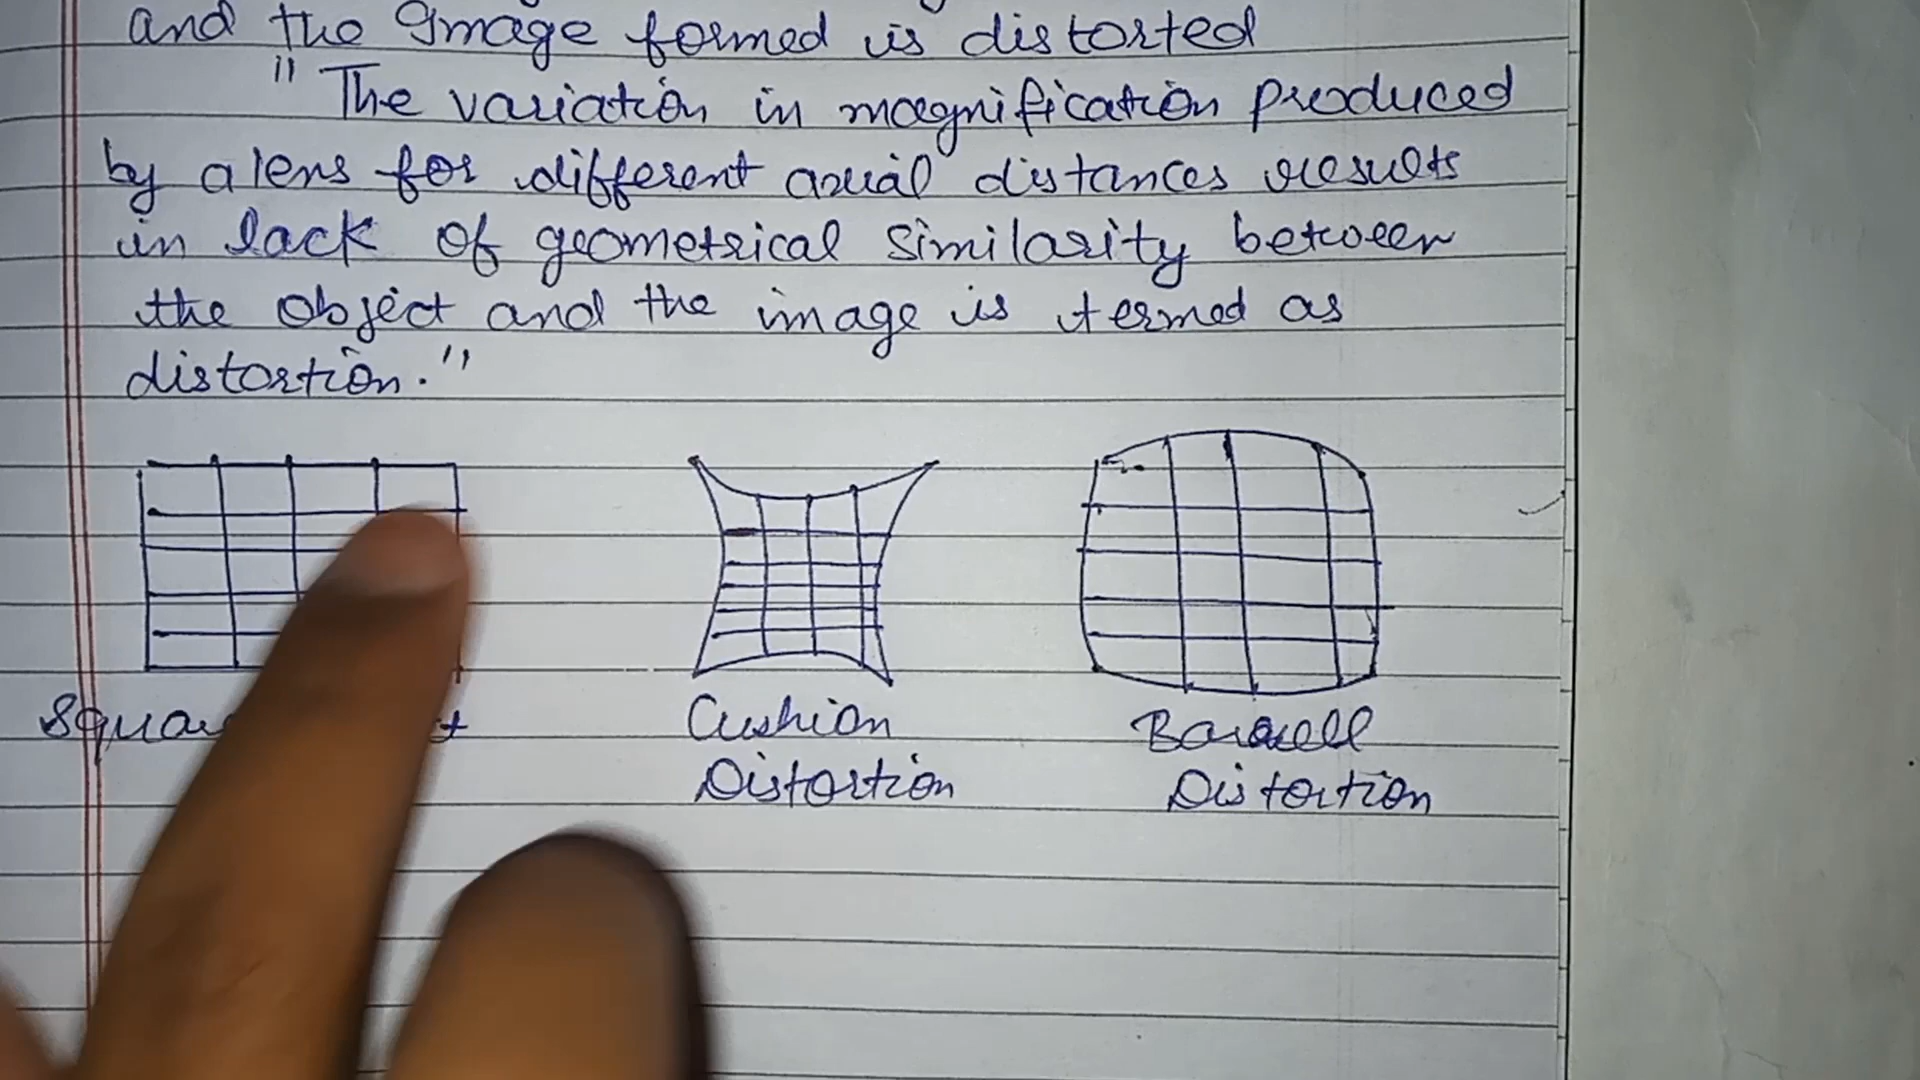 and the Image formed is distorted
" The variation in magnification produced
by a lens for different axial distances results
in lack of geometrical similarity between
the object and the image is termed as
distortion."
Cushion
Distortion
Baracell
Distortion